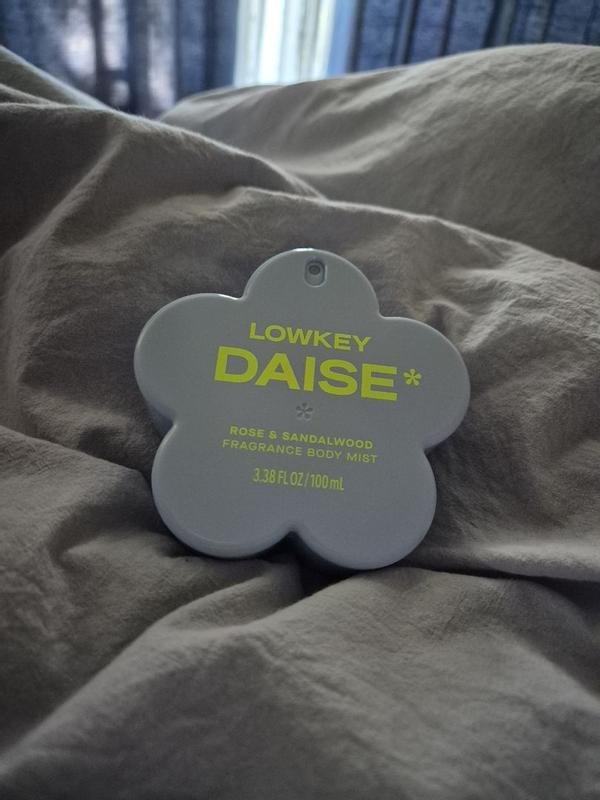 LOWKEY
DAISE*
ROSE & SANDALWOOD
FRAGRANCE BODY MIST
3.38 FL OZ / 100 mL